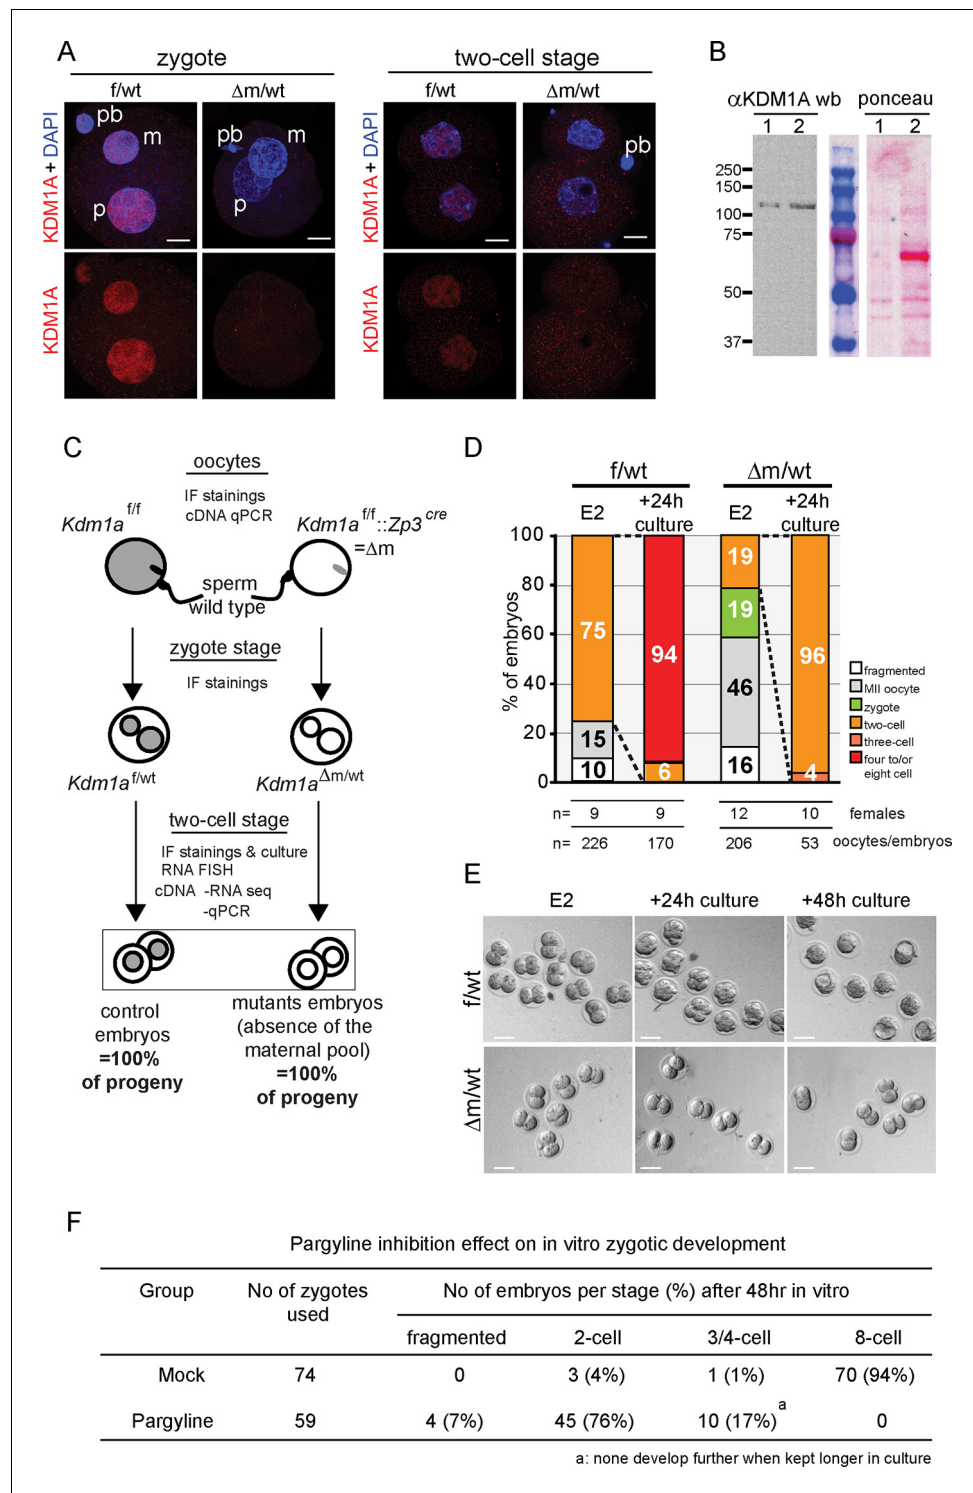 A
zygote
two-cell stage
f/wt
Δm/wt
f/wt
Δm/wt
KDM1A + DAPI
pb
m
p
pb
m
p
pb
KDM1A
KDM1A + DAPI
KDM1A
B
αKDM1A wb
ponceau
1 2
1 2
250
150
100
75
50
37
C
oocytes
IF stainings
cDNA qPCR
Kdm1a f/f
Kdm1a f/f::Zp3 cre
=Δm
sperm
wild type
zygote stage
IF stainings
Kdm1a f/wt
Kdm1a Δm/wt
two-cell stage
IF stainings & culture
RNA FISH
cDNA -RNA seq
-qPCR
control
embryos
=100%
of progeny
mutants embryos
(absence of the
maternal pool)
=100%
of progeny
D
f/wt
Δm/wt
E2
+24h
culture
E2
+24h
culture
% of embryos
100
80
60
40
20
0
75
15
10
94
6
19
19
46
16
96
4
fragmented
MII oocyte
zygote
two-cell
three-cell
four to/or
eight cell
n= 9 9 12 10 females
n= 226 170 206 53 oocytes/embryos
E
E2
+24h culture
+48h culture
f/wt
Δm/wt
F
Pargyline inhibition effect on in vitro zygotic development
Group
No of zygotes
used
No of embryos per stage (%) after 48hr in vitro
fragmented 2-cell 3/4-cell 8-cell
Mock 74 0 3 (4%) 1 (1%) 70 (94%)
Pargyline 59 4 (7%) 45 (76%) 10 (17%) a 0
a: none develop further when kept longer in culture